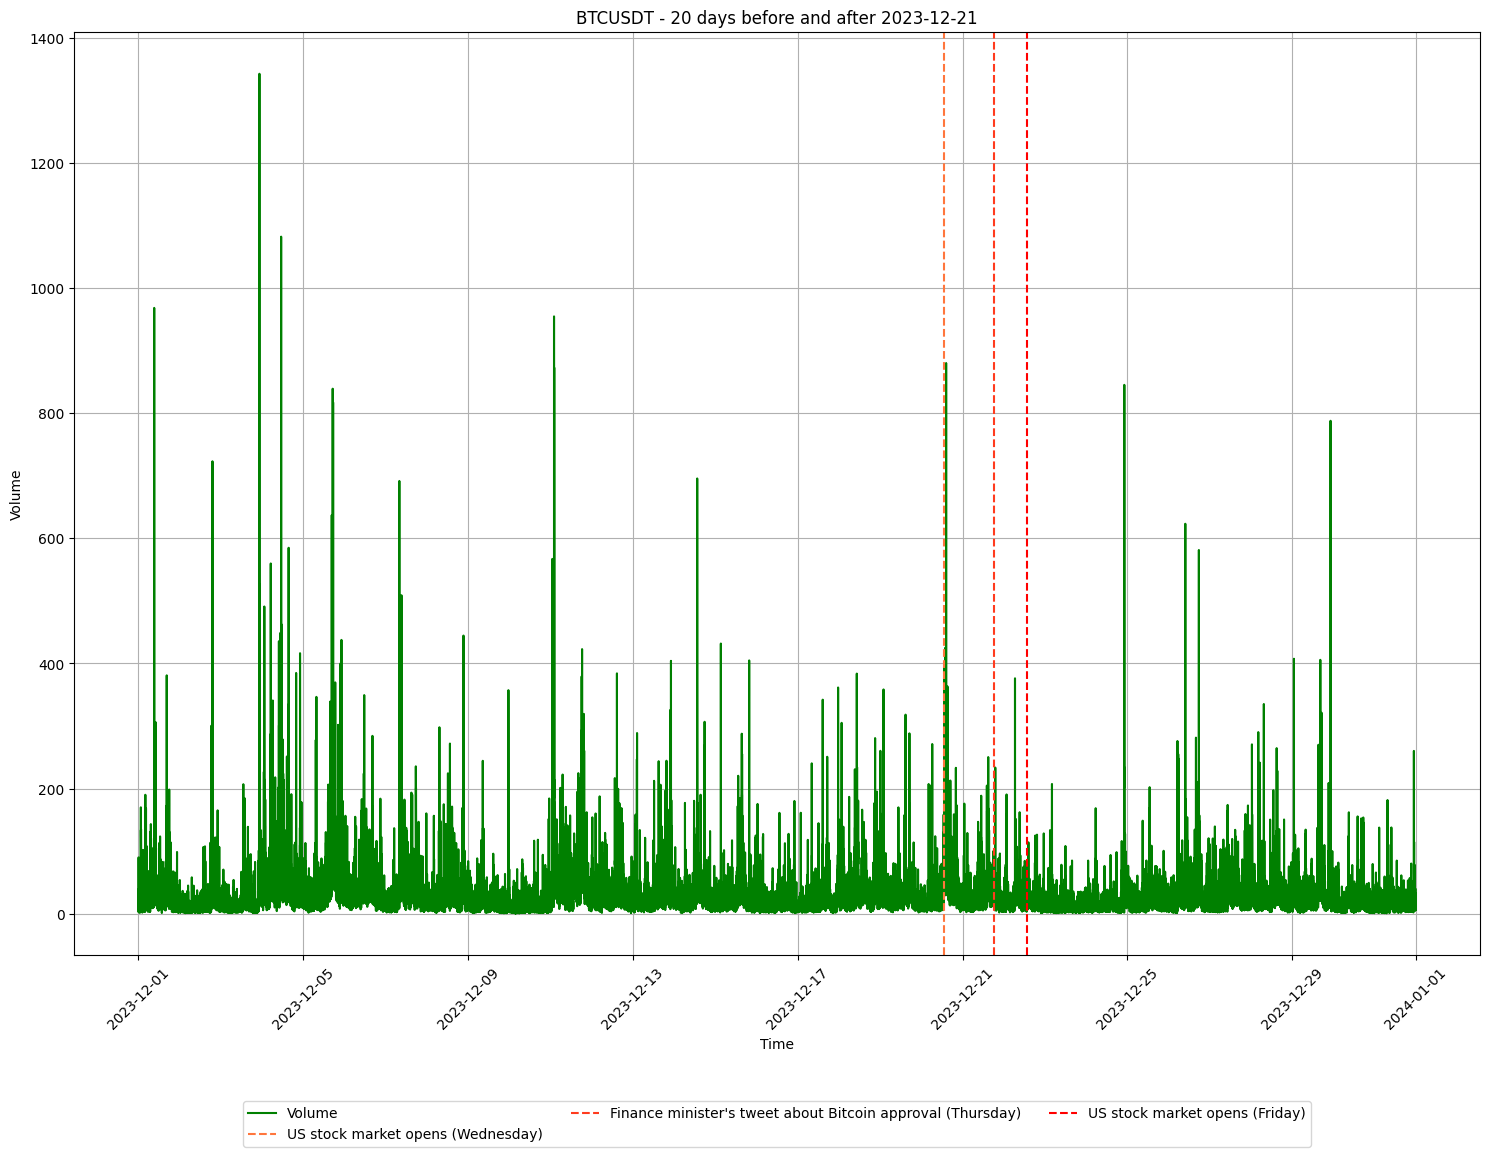 BTCUSDT - 20 days before and after 2023-12-21
1400
1200
1000
800
600
400
200
0
Volume
2023-12-01
2023-12-05
2023-12-09
2023-12-13
2023-12-17
2023-12-21
2023-12-25
2023-12-29
2024-01-01
Time
Volume
US stock market opens (Wednesday)
Finance minister's tweet about Bitcoin approval (Thursday)
US stock market opens (Friday)